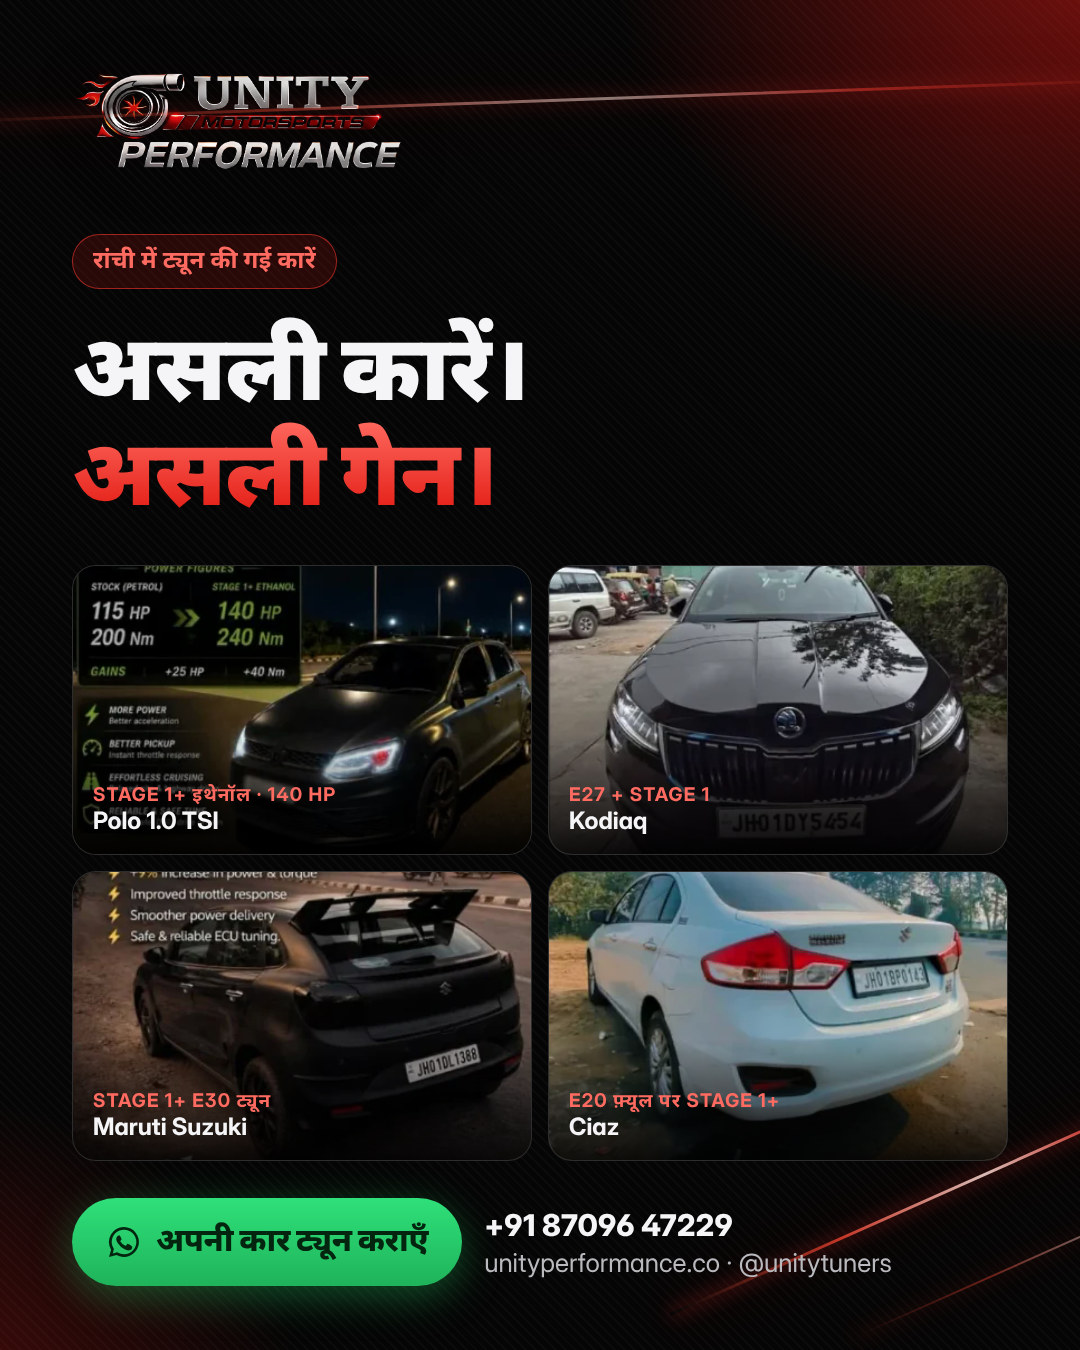 UNITY
MOTORSPORTS
PERFORMANCE
रांची में ट्यून की गई कारें
असली कारें।
असली गेन।
POWER FIGURES
STOCK (PETROL) STAGE 1+ ETHANOL
115 HP 140 HP
200 Nm 240 Nm
GAINS +25 HP +40 Nm
MORE POWER
Better acceleration
BETTER PICKUP
Instant throttle response
EFFORTLESS CRUISING
STAGE 1+ इथेनॉल · 140 HP
Polo 1.0 TSI
JH01DY5454
E27 + STAGE 1
Kodiaq
increase in power & torque
Improved throttle response
Smoother power delivery
Safe & reliable ECU tuning.
JH01DL1388
STAGE 1+ E30 ट्यून
Maruti Suzuki
JH01BP0143
E20 फ़्यूल पर STAGE 1+
Ciaz
अपनी कार ट्यून कराएँ
+91 87096 47229
unityperformance.co · @unitytuners